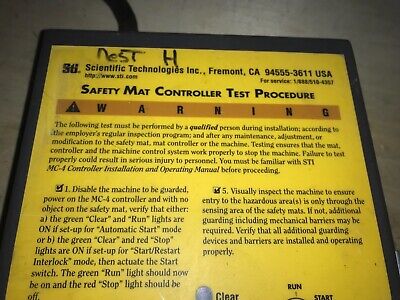 NeST H
STI Scientific Technologies Inc., Fremont, CA 94555-3611 USA
http://www.sti.com For service: 1/888/510-4357
SAFETY MAT CONTROLLER TEST PROCEDURE
WARNING
The following test must be performed by a qualified person during installation; according to
the employer's regular inspection program; and after any maintenance, adjustment, or
modification to the safety mat, mat controller or the machine. Testing ensures that the mat,
controller and the machine control system work properly to stop the machine. Failure to test
properly could result in serious injury to personnel. You must be familiar with STI
MC-4 Controller Installation and Operating Manual before proceeding.
1. Disable the machine to be guarded,
power on the MC-4 controller and with no
object on the safety mat, verify that either:
a) the green "Clear" and "Run" lights are
ON if set-up for "Automatic Start" mode
or b) the green "Clear" and red "Stop"
lights are ON if set-up for "Start/Restart
Interlock" mode, then actuate the Start
switch. The green "Run" light should now
be on and the red "Stop" light should be
off.
5. Visually inspect the machine to ensure
entry to the hazardous area(s) is only through the
sensing area of the safety mats. If not, additional
guarding including mechanical barriers may be
required. Verify that all additional guarding
devices and barriers are installed and operating
properly.
Clear
RUN
START